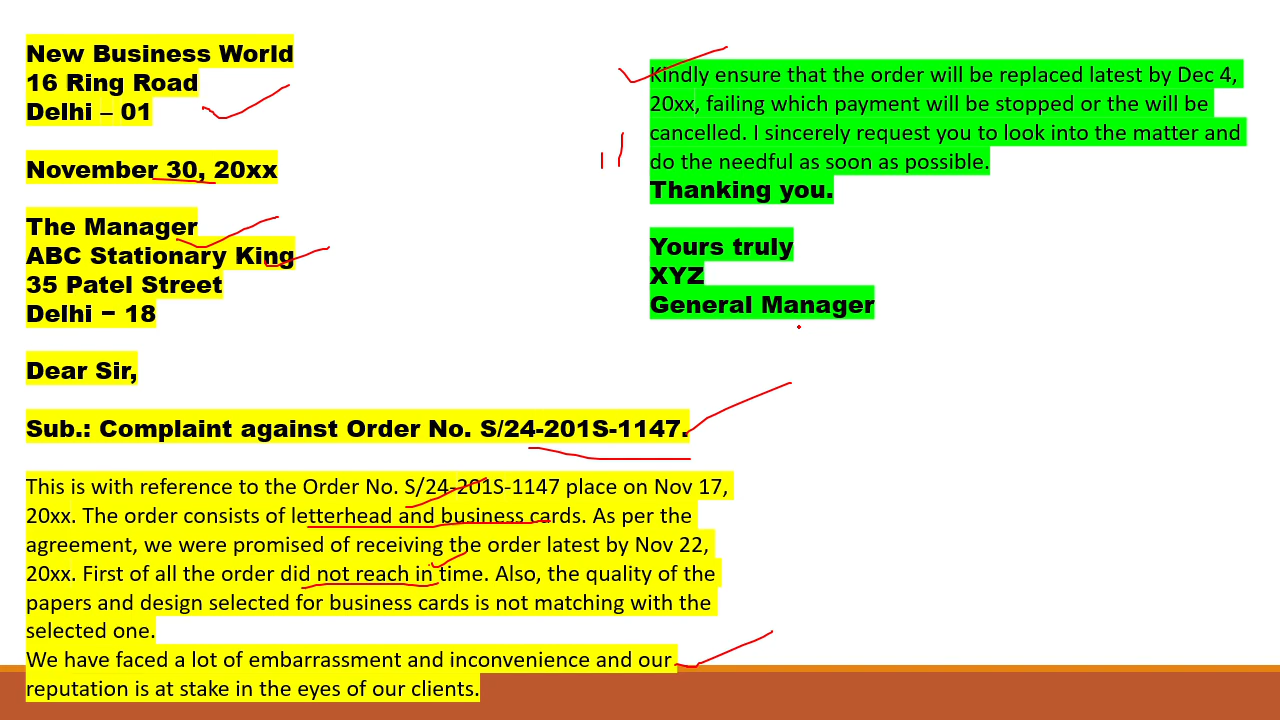 New Business World
16 Ring Road
Delhi – 01
November 30, 20xx
The Manager
ABC Stationary King
35 Patel Street
Delhi − 18
Dear Sir,
Sub.: Complaint against Order No. S/24-201S-1147.
This is with reference to the Order No. S/24-201S-1147 place on Nov 17,
20xx. The order consists of letterhead and business cards. As per the
agreement, we were promised of receiving the order latest by Nov 22,
20xx. First of all the order did not reach in time. Also, the quality of the
papers and design selected for business cards is not matching with the
selected one.
We have faced a lot of embarrassment and inconvenience and our
reputation is at stake in the eyes of our clients.
Kindly ensure that the order will be replaced latest by Dec 4,
20xx, failing which payment will be stopped or the will be
cancelled. I sincerely request you to look into the matter and
do the needful as soon as possible.
Thanking you.
Yours truly
XYZ
General Manager